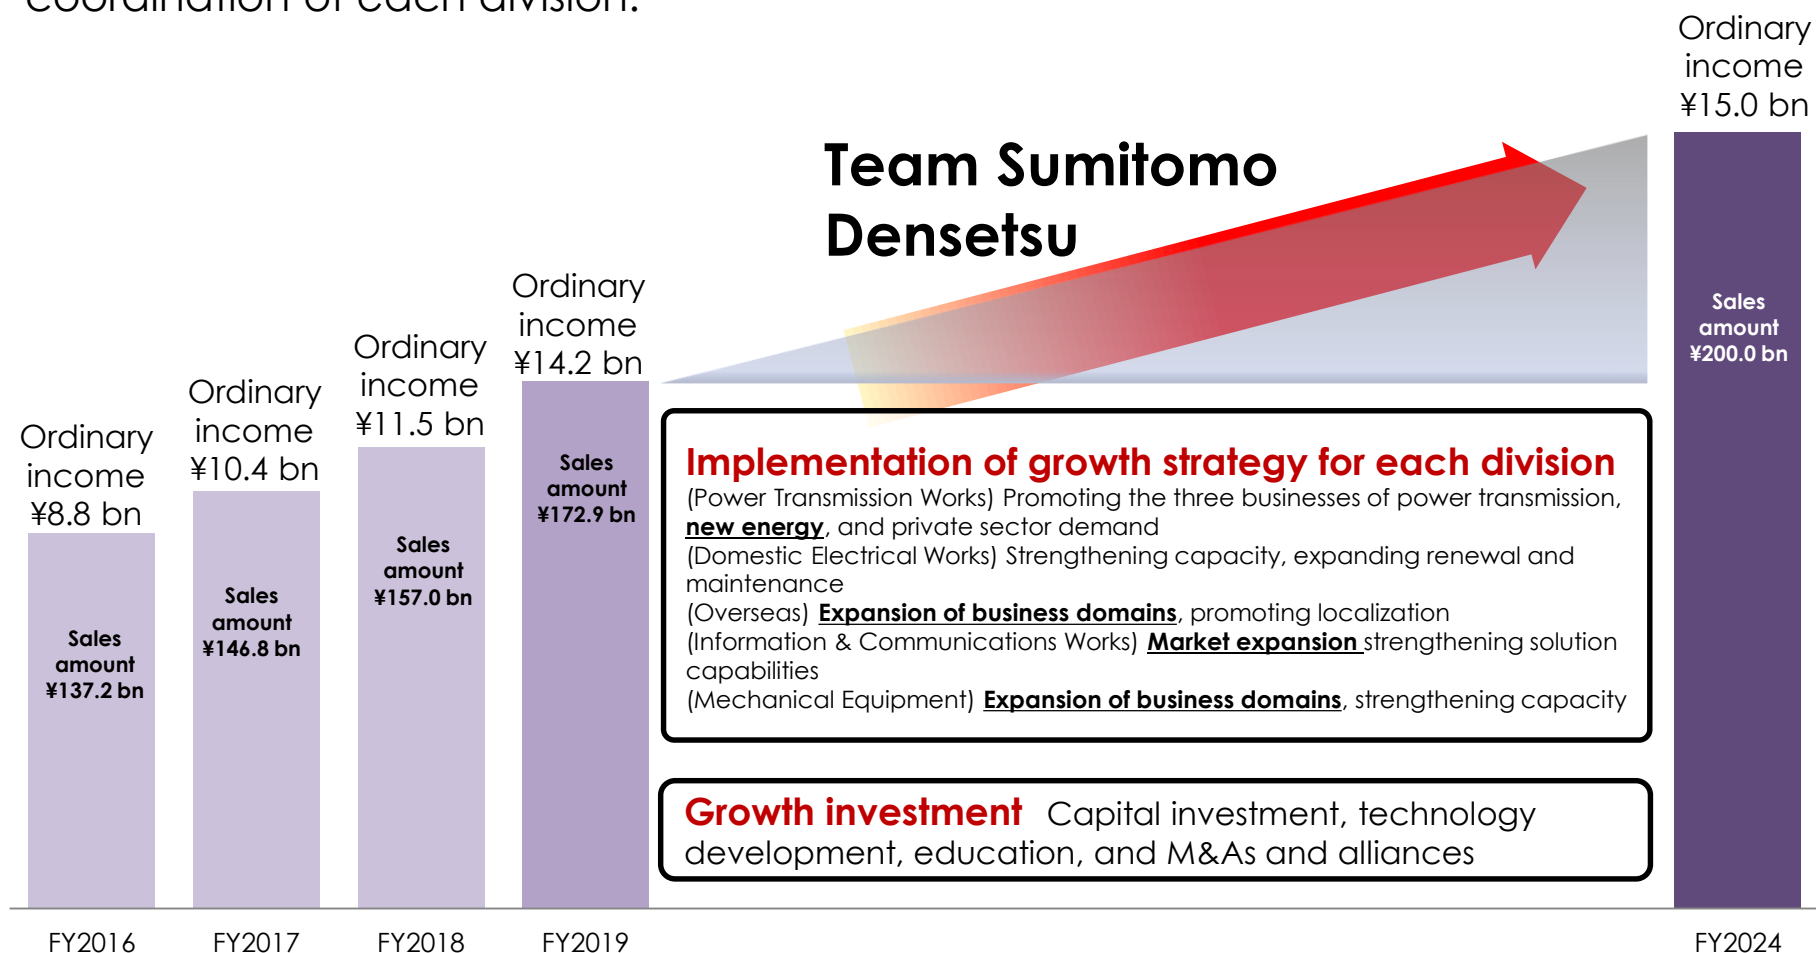 coordination of each division.
Ordinary
income
¥15.0 bn
Team Sumitomo
Densetsu
Ordinary
income
¥14.2 bn
Ordinary
income
¥11.5 bn
Ordinary
income
¥10.4 bn
Ordinary
income
¥8.8 bn
Sales
amount
¥137.2 bn
Sales
amount
¥146.8 bn
Sales
amount
¥157.0 bn
Sales
amount
¥172.9 bn
Sales
amount
¥200.0 bn
Implementation of growth strategy for each division
(Power Transmission Works) Promoting the three businesses of power transmission,
new energy, and private sector demand
(Domestic Electrical Works) Strengthening capacity, expanding renewal and
maintenance
(Overseas) Expansion of business domains, promoting localization
(Information & Communications Works) Market expansion strengthening solution
capabilities
(Mechanical Equipment) Expansion of business domains, strengthening capacity
Growth investment Capital investment, technology
development, education, and M&As and alliances
FY2016
FY2017
FY2018
FY2019
FY2024